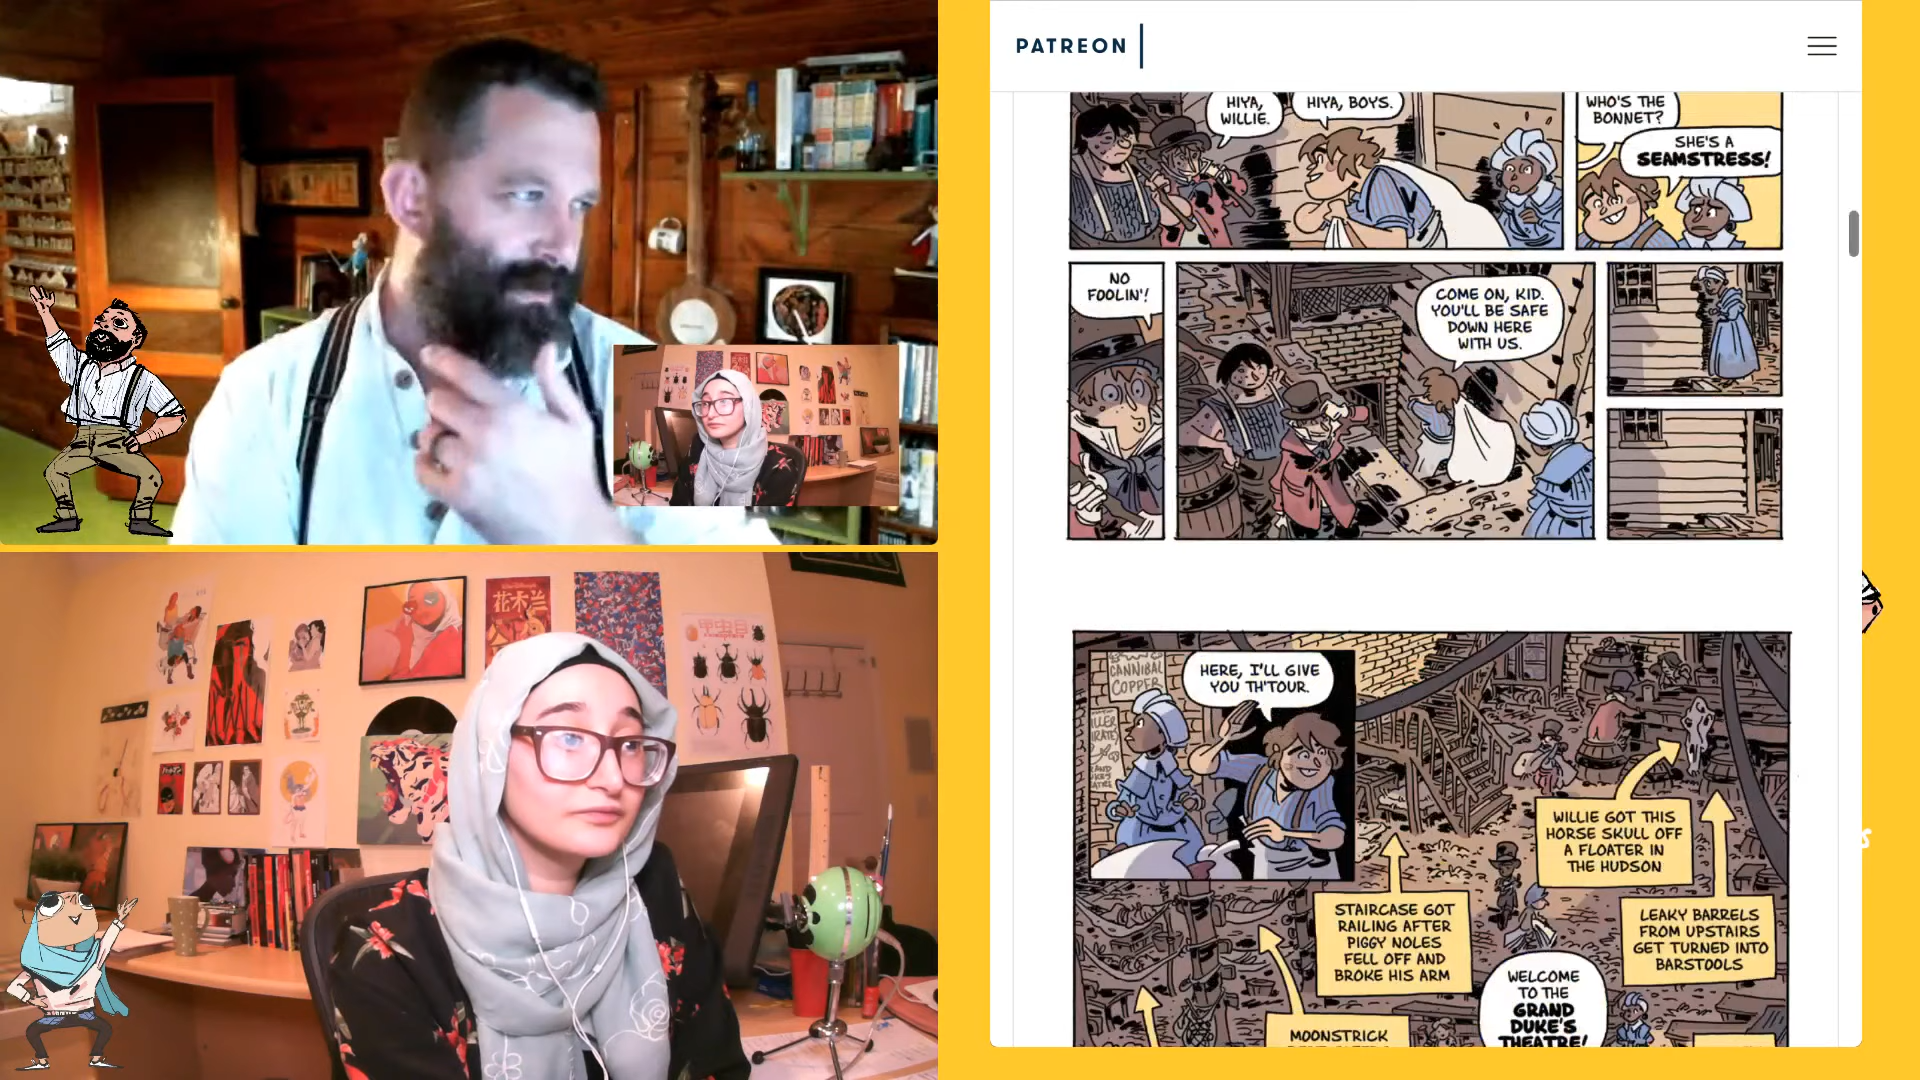 PATREON
HIYA,
WILLIE.
HIYA, BOYS.
WHO'S THE
BONNET?
SHE'S A
SEAMSTRESS!
NO
FOOLIN'!
COME ON, KID.
YOU'LL BE SAFE
DOWN HERE
WITH US.
CANNIBAL
COPPER
HERE, I'LL GIVE
YOU TH'TOUR.
WILLIE GOT THIS
HORSE SKULL OFF
A FLOATER IN
THE HUDSON
STAIRCASE GOT
RAILING AFTER
PIGGY NOLES
FELL OFF AND
BROKE HIS ARM
LEAKY BARRELS
FROM UPSTAIRS
GET TURNED INTO
BARSTOOLS
WELCOME
TO THE
GRAND
DUKE'S
THEATRE!
MOONSTRICK
花木兰
甲虫目